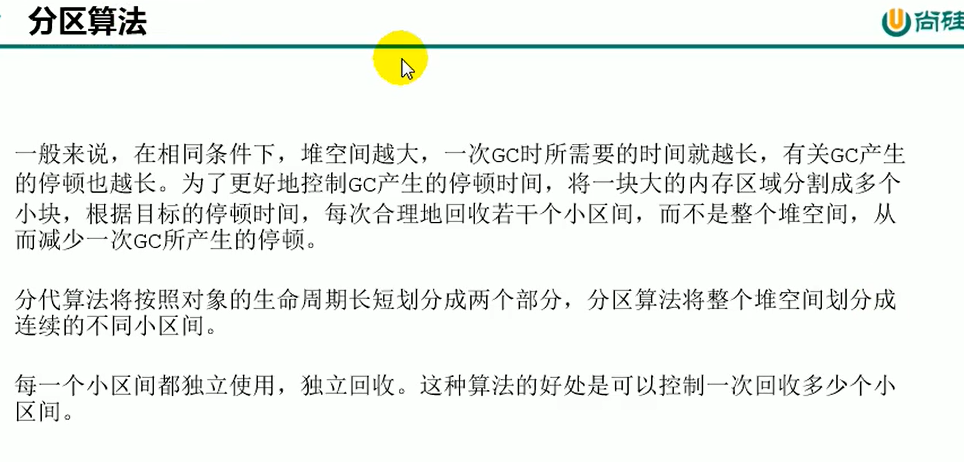 分区算法
尚硅
一般来说，在相同条件下，堆空间越大，一次GC时所需要的时间就越长，有关GC产生
的停顿也越长。为了更好地控制GC产生的停顿时间，将一块大的内存区域分割成多个
小块，根据目标的停顿时间，每次合理地回收若干个小区间，而不是整个堆空间，从
而减少一次GC所产生的停顿。
分代算法将按照对象的生命周期长短划分成两个部分，分区算法将整个堆空间划分成
连续的不同小区间。
每一个小区间都独立使用，独立回收。这种算法的好处是可以控制一次回收多少个小
区间。